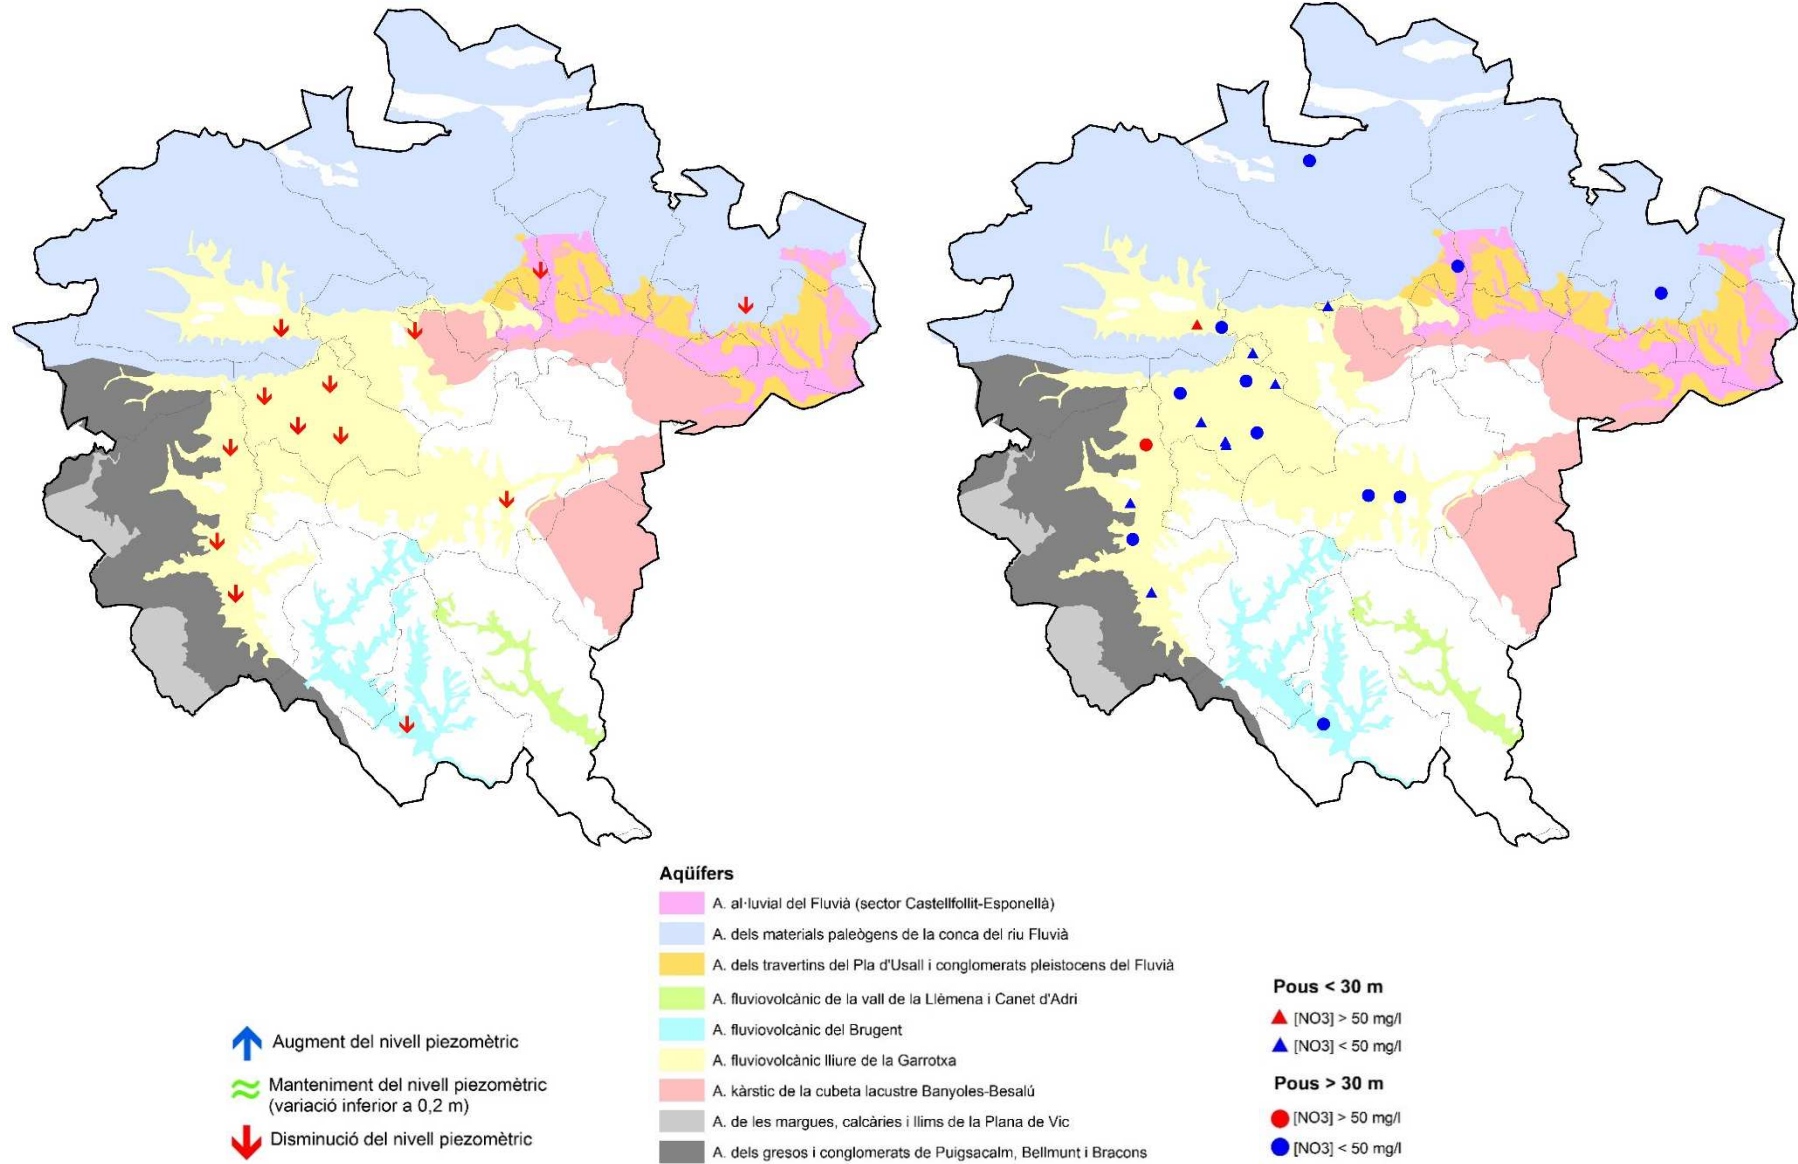 Aqüífers
A. al·luvial del Fluvià (sector Castellfollit-Esponellà)
A. dels materials paleògens de la conca del riu Fluvià
A. dels travertins del Pla d'Usall i conglomerats pleistocens del Fluvià
A. fluviovolcànic de la vall de la Llèmena i Canet d'Adri
A. fluviovolcànic del Brugent
A. fluviovolcànic lliure de la Garrotxa
A. kàrstic de la cubeta lacustre Banyoles-Besalú
A. de les margues, calcàries i llims de la Plana de Vic
A. dels gresos i conglomerats de Puigsacalm, Bellmunt i Bracons
Augment del nivell piezomètric
Manteniment del nivell piezomètric
(variació inferior a 0,2 m)
Disminució del nivell piezomètric
Pous < 30 m
[NO3] > 50 mg/l
[NO3] < 50 mg/l
Pous > 30 m
[NO3] > 50 mg/l
[NO3] < 50 mg/l